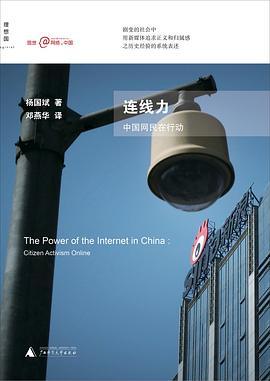 理想国
思想@网络.中国
剧变的社会中
用新媒体追求正义和归属感
之历史经验的系统表述
杨国斌 著
邓燕华 译
连线力
中国网民在行动
The Power of the Internet in China :
Citizen Activism Online
广西师范大学出版社